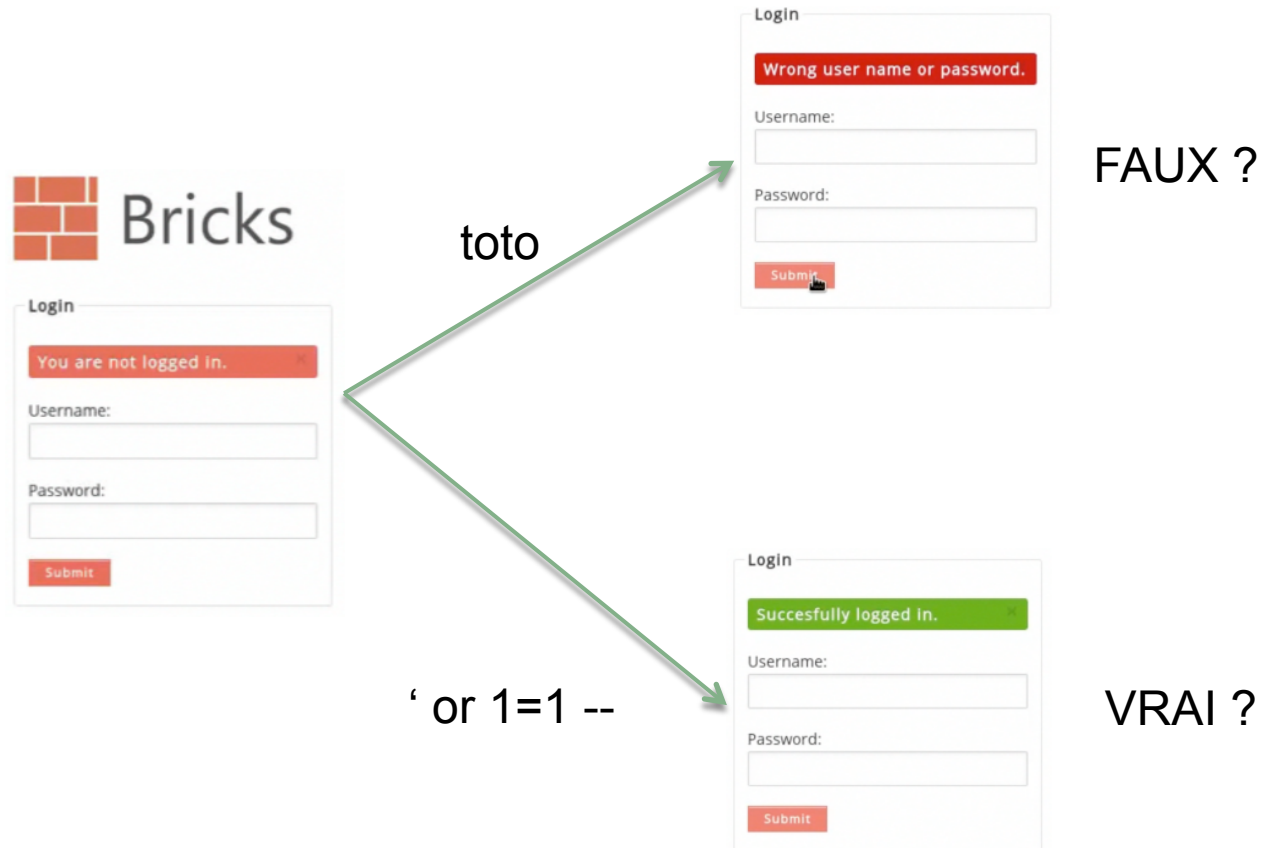 Bricks
Login
You are not logged in. ×
Username:
Password:
Submit
toto
‘ or 1=1 --
Login
Wrong user name or password.
Username:
Password:
Submit
FAUX ?
Login
Succesfully logged in. ×
Username:
Password:
Submit
VRAI ?